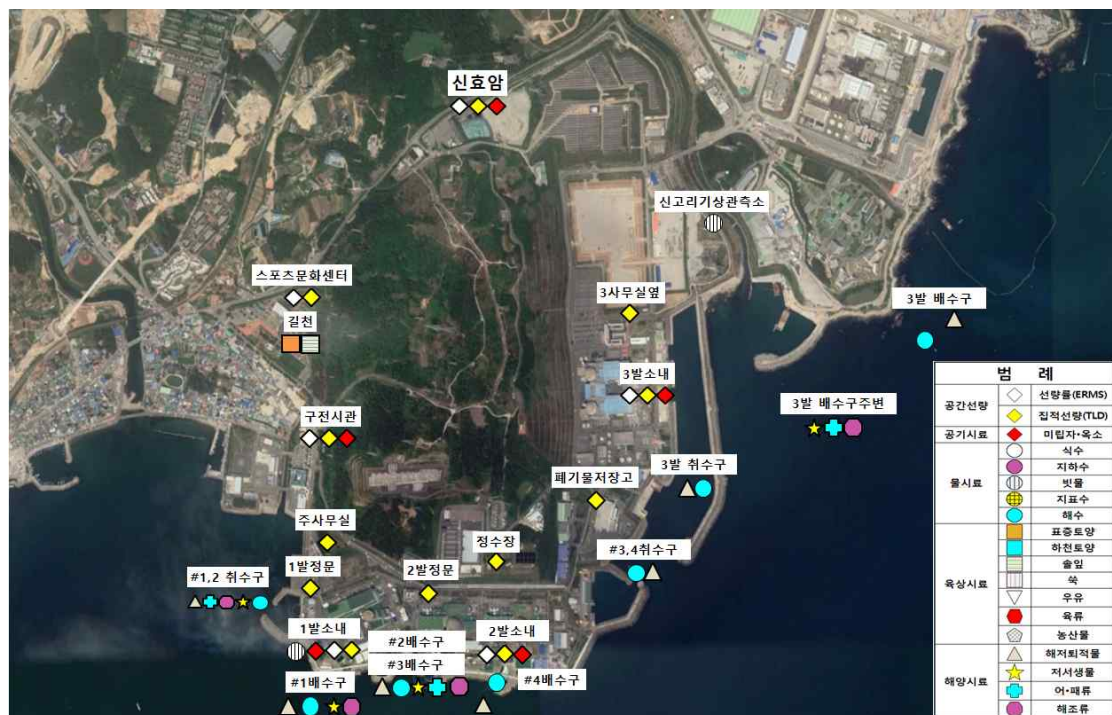 신효암
신고리기상관측소
스포츠문화센터
3사무실옆
3발 배수구
길천
3발소내
3발 배수구주변
구전시관
3발 취수구
폐기물저장고
주사무실
정수장
#3,4취수구
1발정문
2발정문
#1,2 취수구
1발소내
#2배수구
2발소내
#3배수구
#1배수구
#4배수구
범 례
공간선량
선량률(ERMS)
집적선량(TLD)
공기시료
미립자·옥소
물시료
식수
지하수
빗물
지표수
해수
육상시료
표층토양
하천토양
솔잎
쑥
우유
육류
농산물
해양시료
해저퇴적물
저서생물
어·패류
해조류